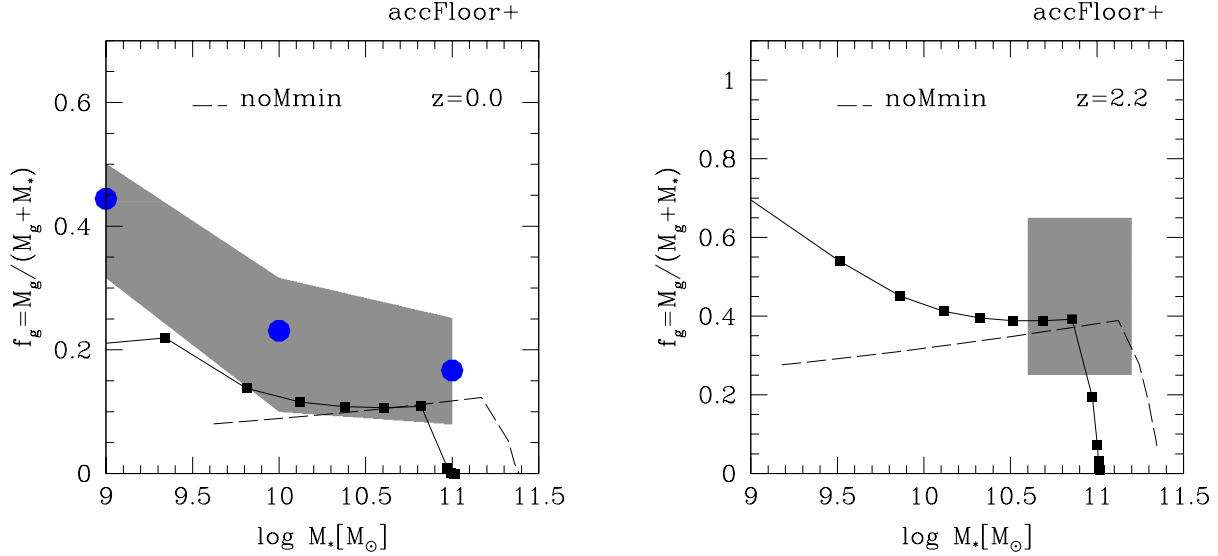 accFloor+
0.6
0.4
0.2
0
noMmin
z=0.0
f_g=M_g/(M_g+M_*)
9
9.5
10
10.5
11
11.5
log M_*[M_⊙]
accFloor+
1
0.8
0.6
0.4
0.2
0
noMmin
z=2.2
f_g=M_g/(M_g+M_*)
9
9.5
10
10.5
11
11.5
log M_*[M_⊙]